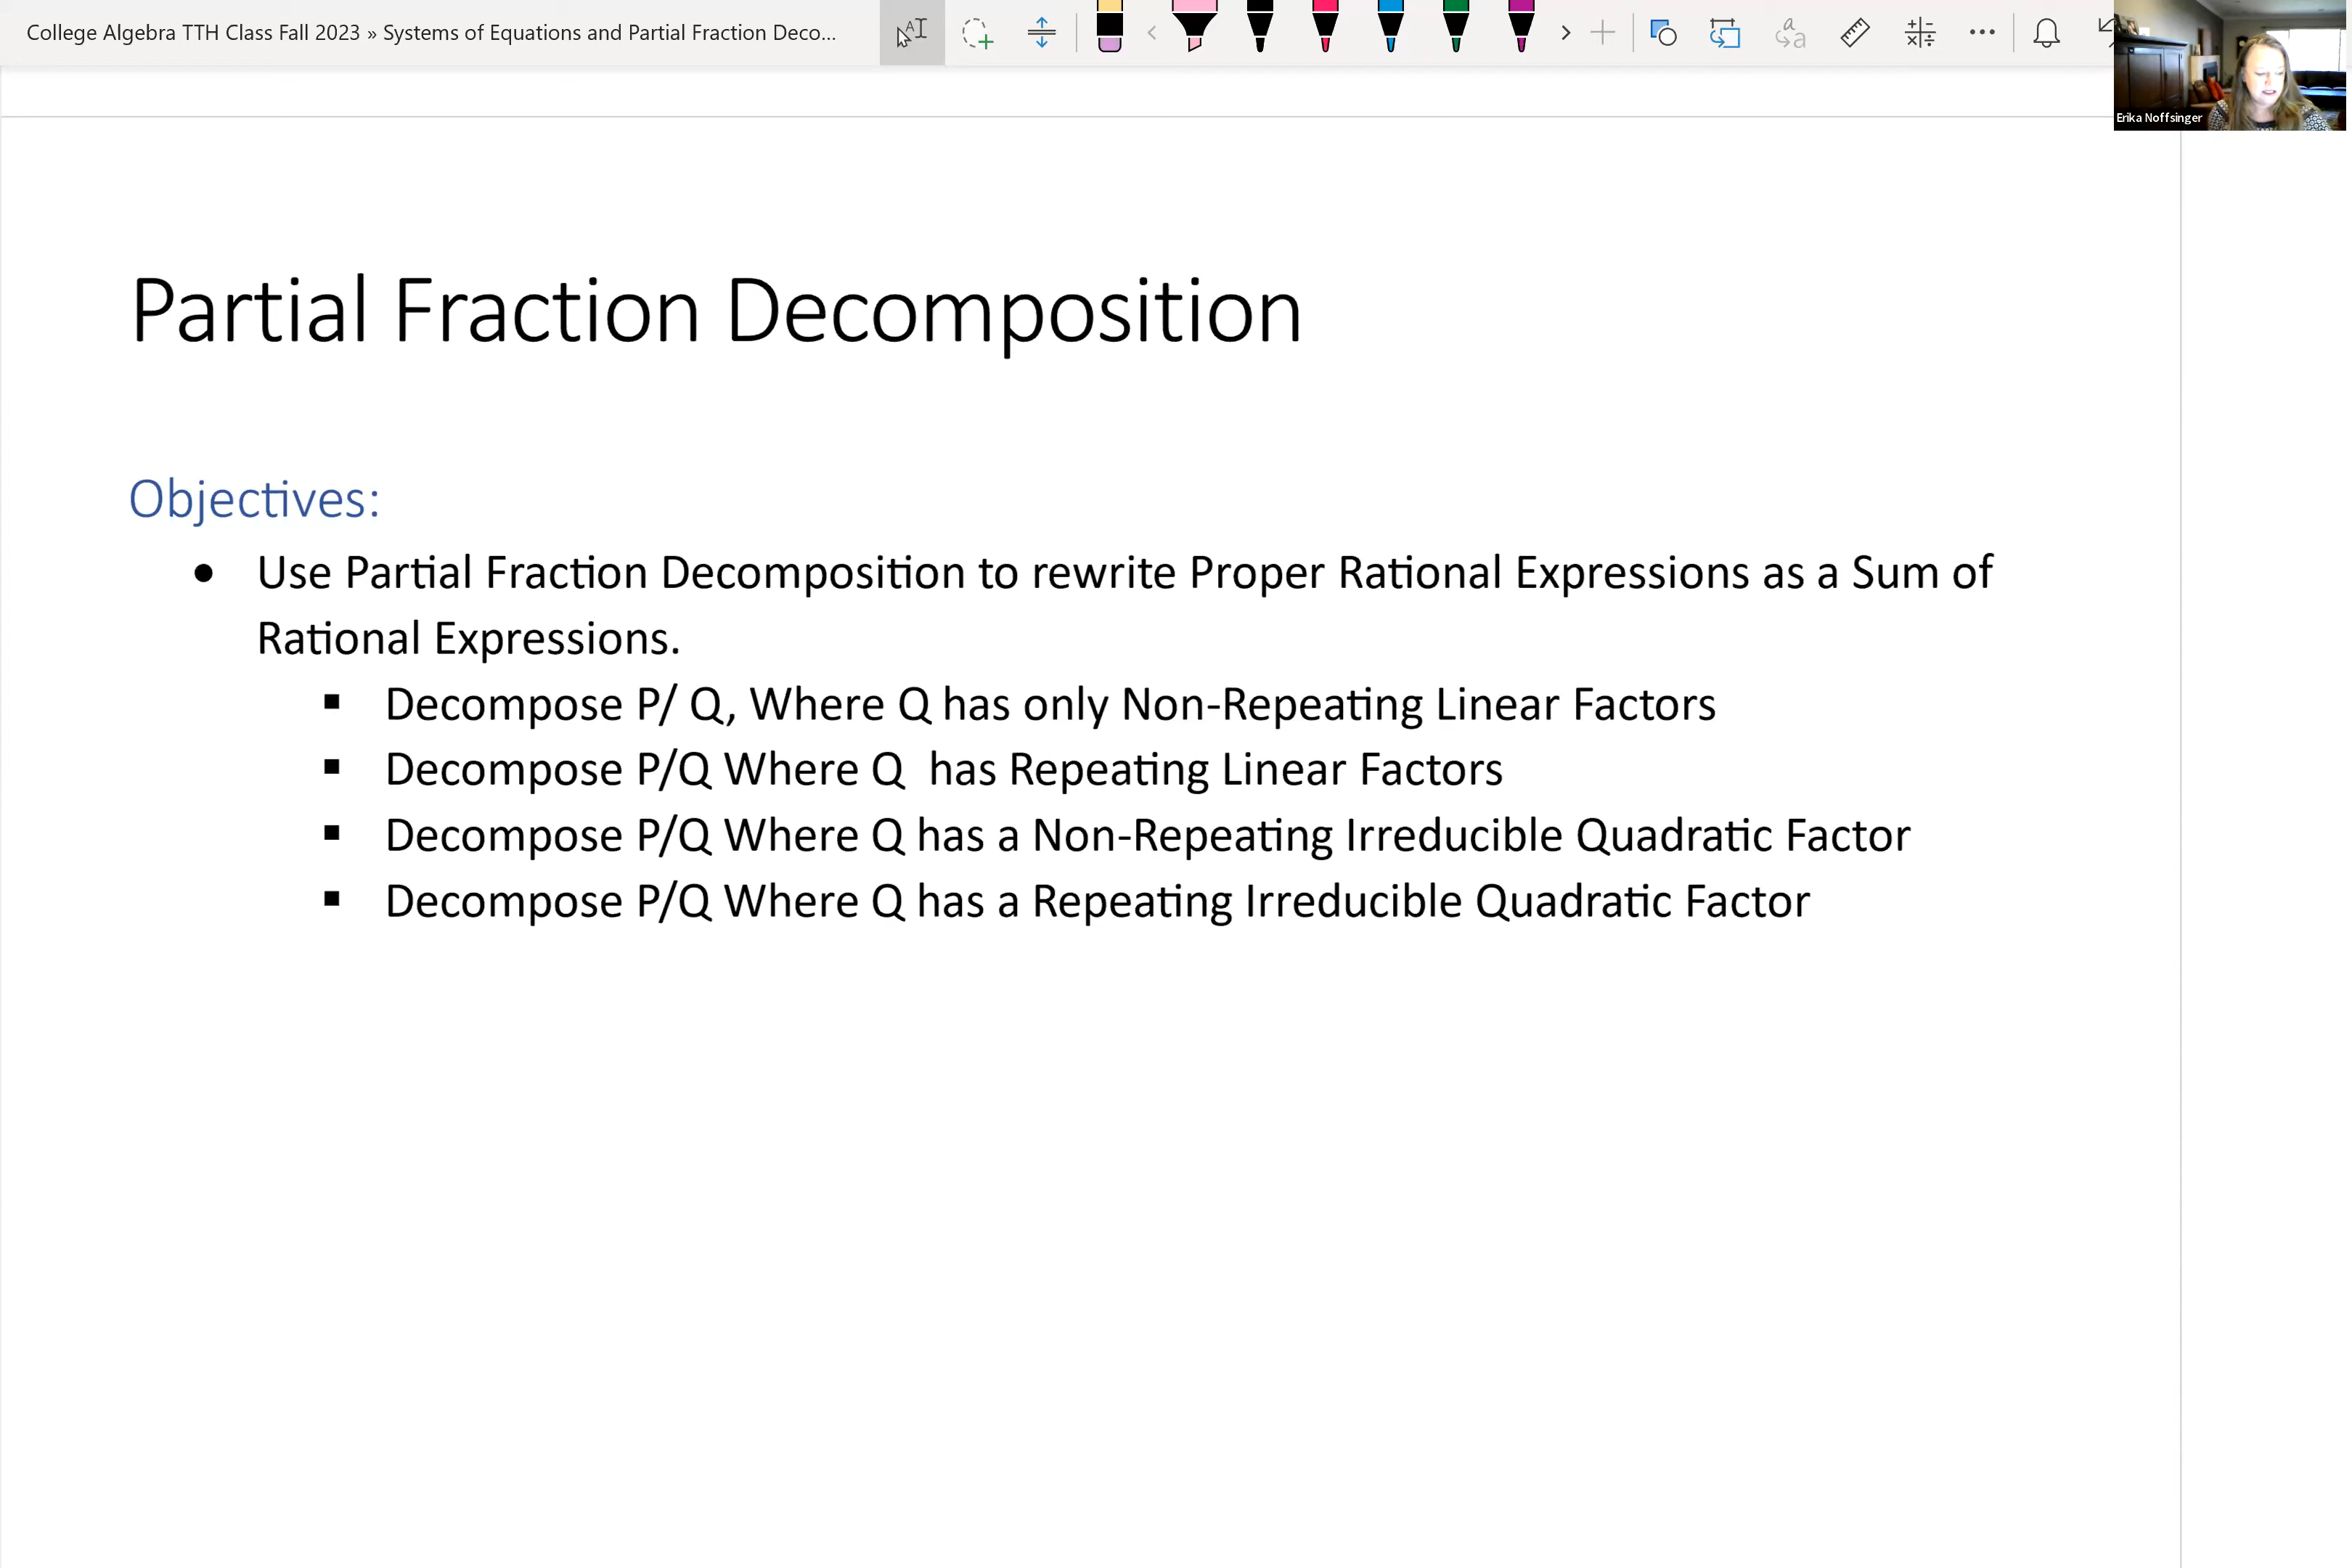 College Algebra TTH Class Fall 2023 » Systems of Equations and Partial Fraction Deco...
Erika Noffsinger
Partial Fraction Decomposition
Objectives:
• Use Partial Fraction Decomposition to rewrite Proper Rational Expressions as a Sum of
Rational Expressions.
▪ Decompose P/ Q, Where Q has only Non-Repeating Linear Factors
▪ Decompose P/Q Where Q  has Repeating Linear Factors
▪ Decompose P/Q Where Q has a Non-Repeating Irreducible Quadratic Factor
▪ Decompose P/Q Where Q has a Repeating Irreducible Quadratic Factor